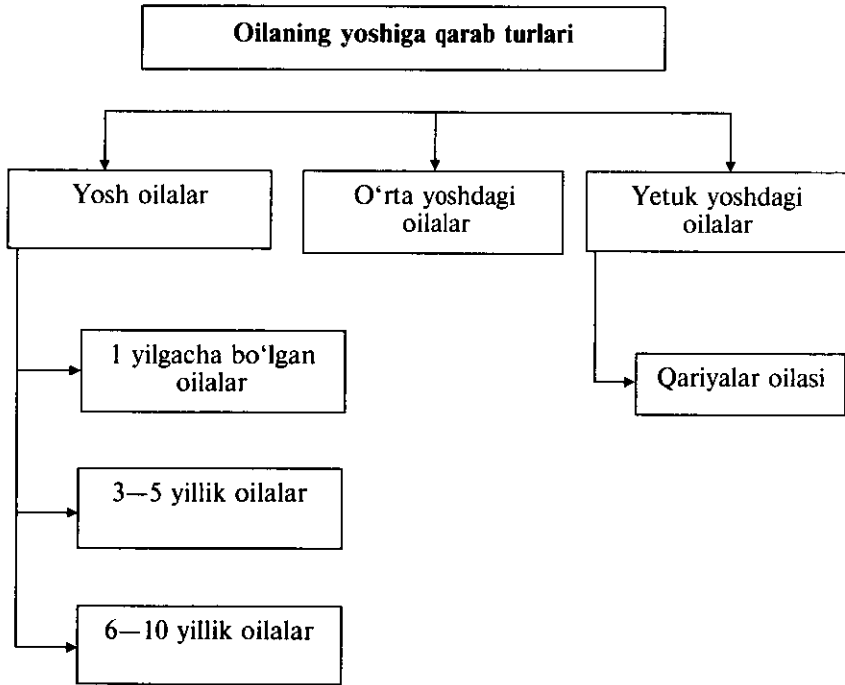 Oilaning yoshiga qarab turlari
Yosh oilalar
O‘rta yoshdagi
oilalar
Yetuk yoshdagi
oilalar
1 yilgacha bo‘lgan
oilalar
Qariyalar oilasi
3—5 yillik oilalar
6—10 yillik oilalar